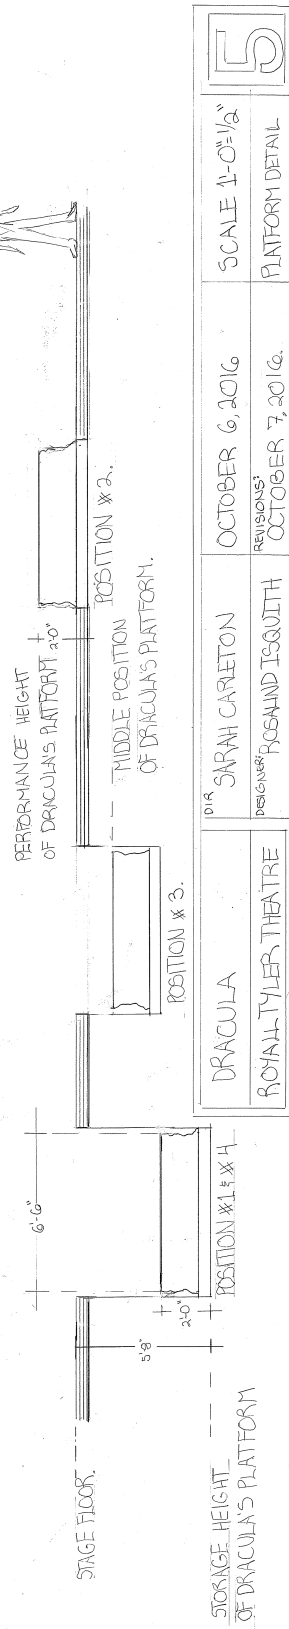 STAGE FLOOR.
STORAGE HEIGHT
OF DRACULA'S PLATFORM
5'8"
2'-0"
6'-6"
POSITION #1 & #4
POSITION #3.
PERFORMANCE HEIGHT
OF DRACULA'S PLATFORM
2'-0"
MIDDLE POSITION
OF DRACULA'S PLATFORM.
POSITION #2.
DRACULA
ROYALL TYLER THEATRE
DIR SARAH CARLETON
DESIGNER: ROSALIND ISQUITH
OCTOBER 6, 2016
REVISIONS:
OCTOBER 7, 2016.
SCALE 1'-0"=1/2"
PLATFORM DETAIL
5